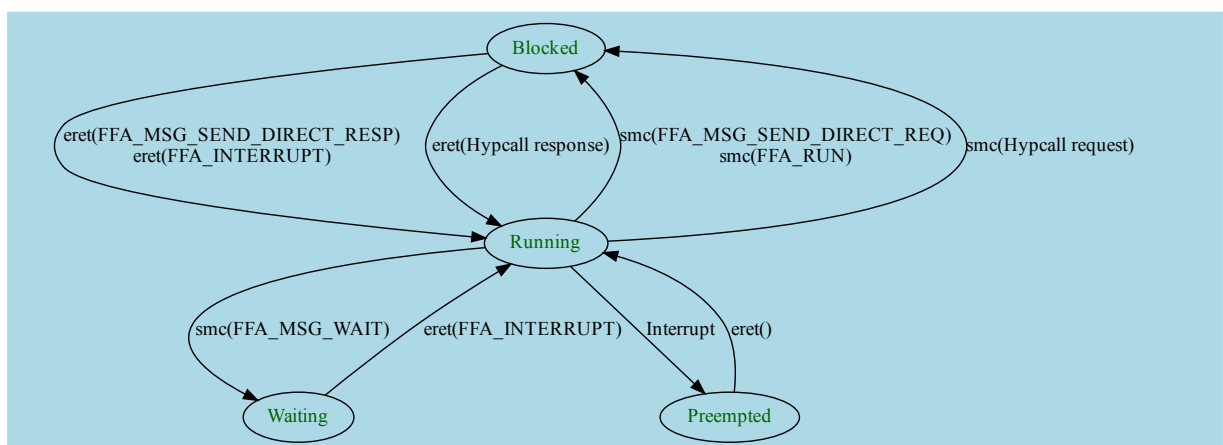 Blocked
eret(FFA_MSG_SEND_DIRECT_RESP)
eret(FFA_INTERRUPT)
eret(Hypcall response)
smc(FFA_MSG_SEND_DIRECT_REQ)
smc(FFA_RUN)
smc(Hypcall request)
Running
smc(FFA_MSG_WAIT)
eret(FFA_INTERRUPT)
Interrupt
eret()
Waiting
Preempted